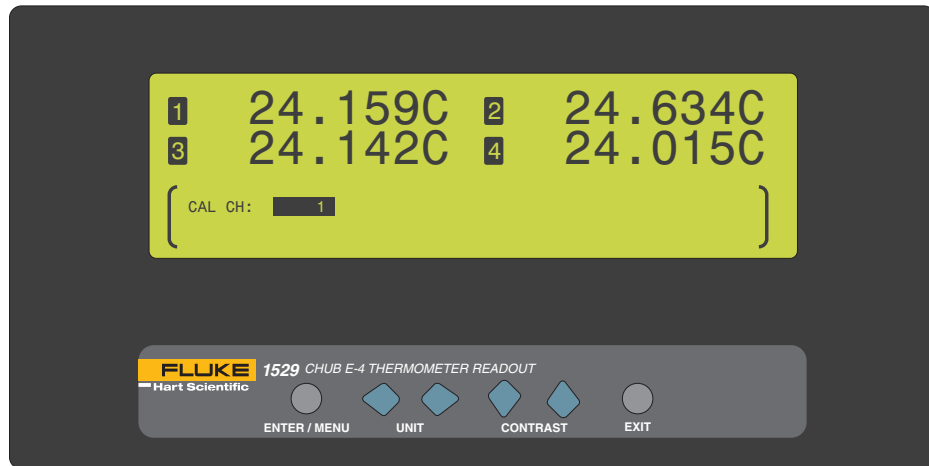 1 24.159C 2 24.634C
3 24.142C 4 24.015C
CAL CH: 1
FLUKE
Hart Scientific
1529 CHUB E-4 THERMOMETER READOUT
ENTER / MENU UNIT CONTRAST EXIT